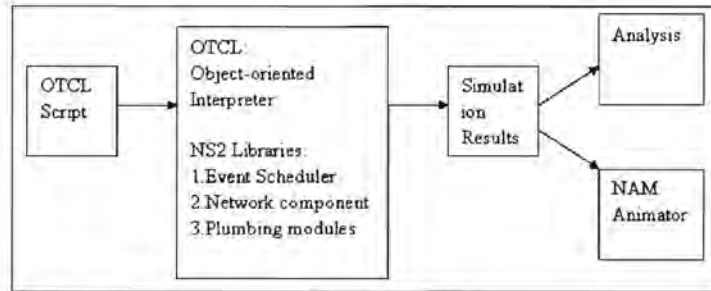 OTCL
Script
OTCL:
Object-oriented
Interpreter
NS2 Libraries:
1.Event Scheduler
2.Network component
3.Plumbing modules
Simulat
ion
Results
Analysis
NAM
Animator